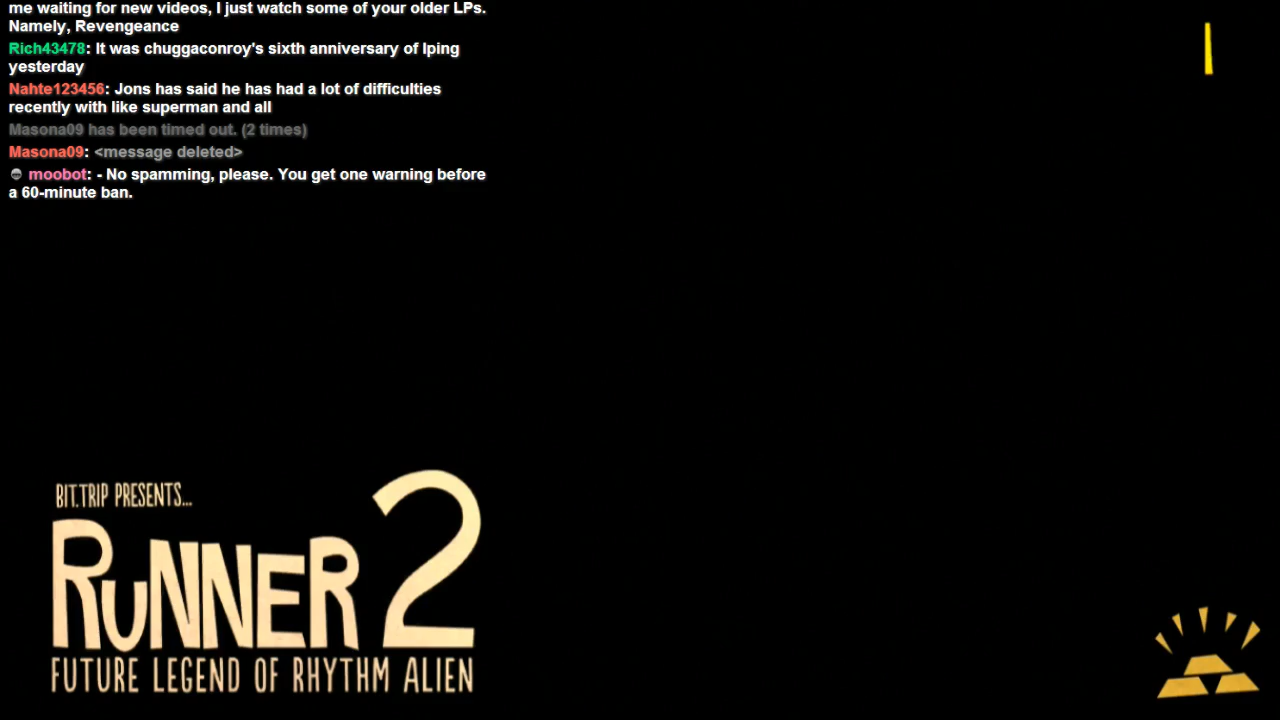 me waiting for new videos, I just watch some of your older LPs.
Namely, Revengeance
Rich43478: It was chuggaconroy's sixth anniversary of lping
yesterday
Nahte123456: Jons has said he has had a lot of difficulties
recently with like superman and all
Masona09 has been timed out. (2 times)
Masona09: <message deleted>
moobot: - No spamming, please. You get one warning before
a 60-minute ban.
BIT.TRIP PRESENTS...
RUNNER 2
FUTURE LEGEND OF RHYTHM ALIEN